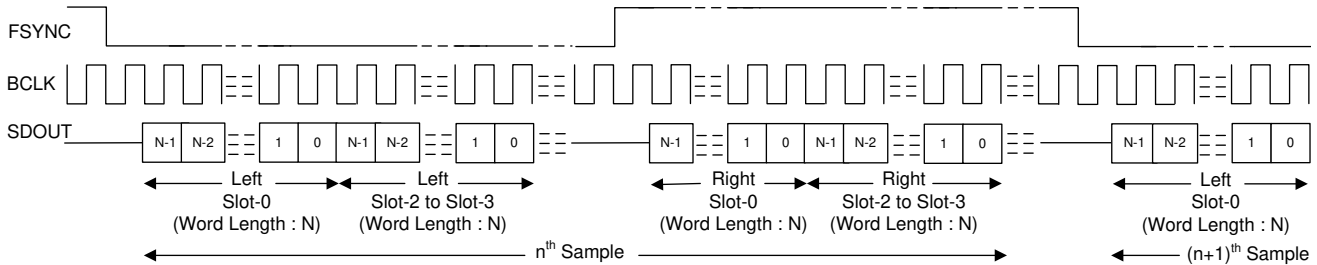 FSYNC
BCLK
SDOUT
N-1 N-2 1 0 N-1 N-2 1 0 N-1 1 0 N-1 N-2 1 0 N-1 N-2 1 0
Left Left Right Right Left
Slot-0 Slot-2 to Slot-3 Slot-0 Slot-2 to Slot-3 Slot-0
(Word Length : N) (Word Length : N) (Word Length : N) (Word Length : N) (Word Length : N)
nth Sample (n+1)th Sample